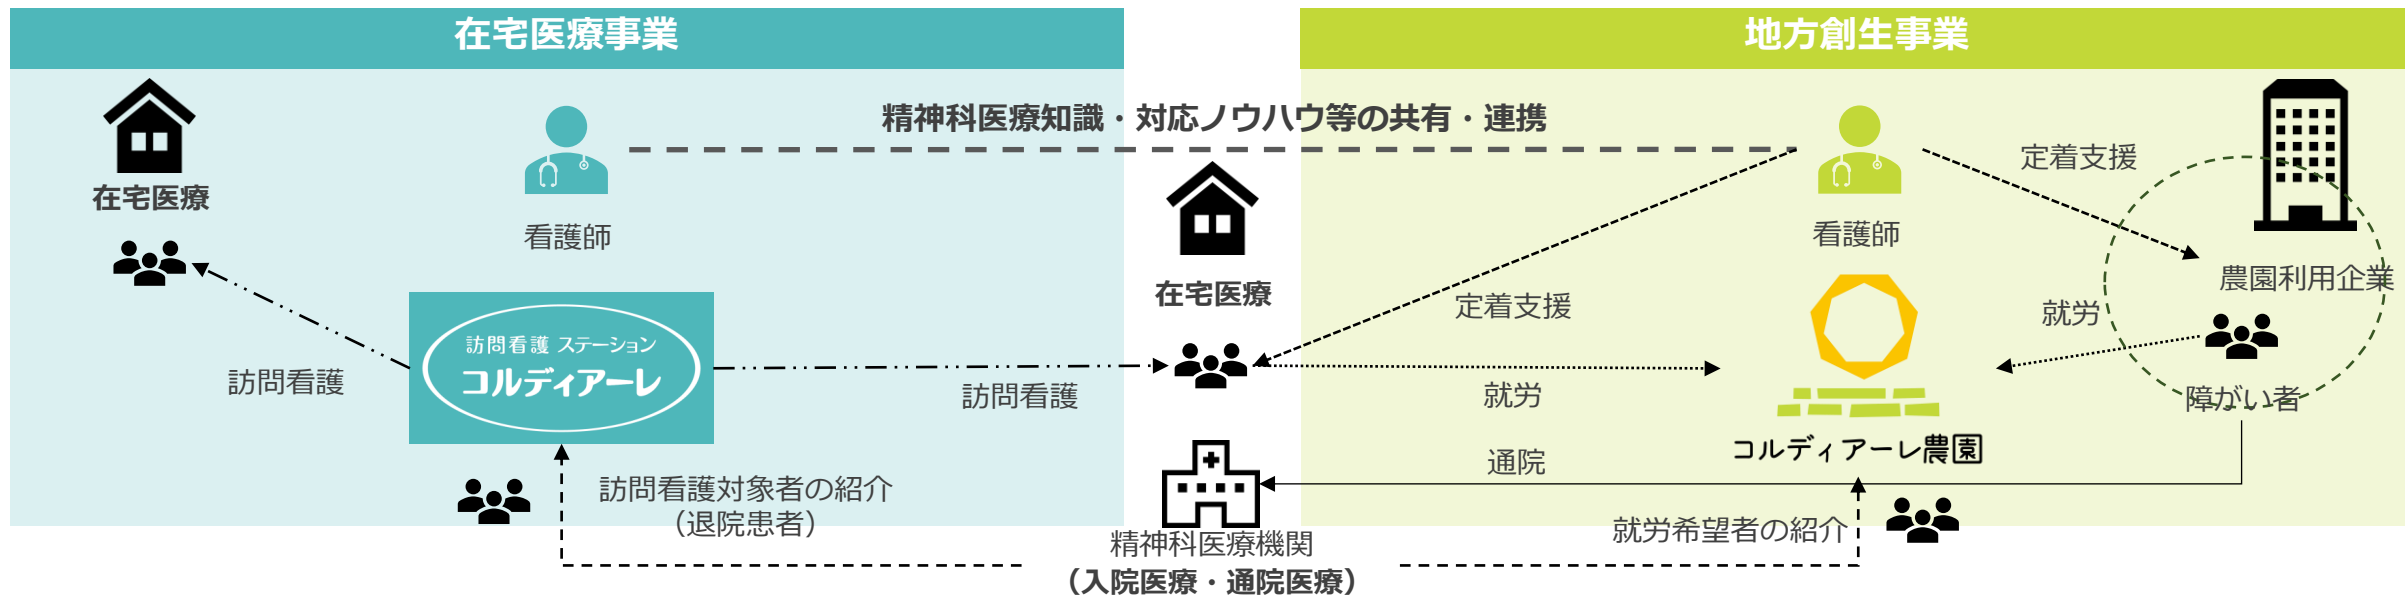 在宅医療事業
地方創生事業
精神科医療知識・対応ノウハウ等の共有・連携
在宅医療
看護師
訪問看護 ステーション
コルディアーレ
訪問看護
訪問看護
訪問看護対象者の紹介
（退院患者）
在宅医療
精神科医療機関
（入院医療・通院医療）
看護師
定着支援
定着支援
農園利用企業
就労
就労
障がい者
コルディアーレ農園
通院
就労希望者の紹介